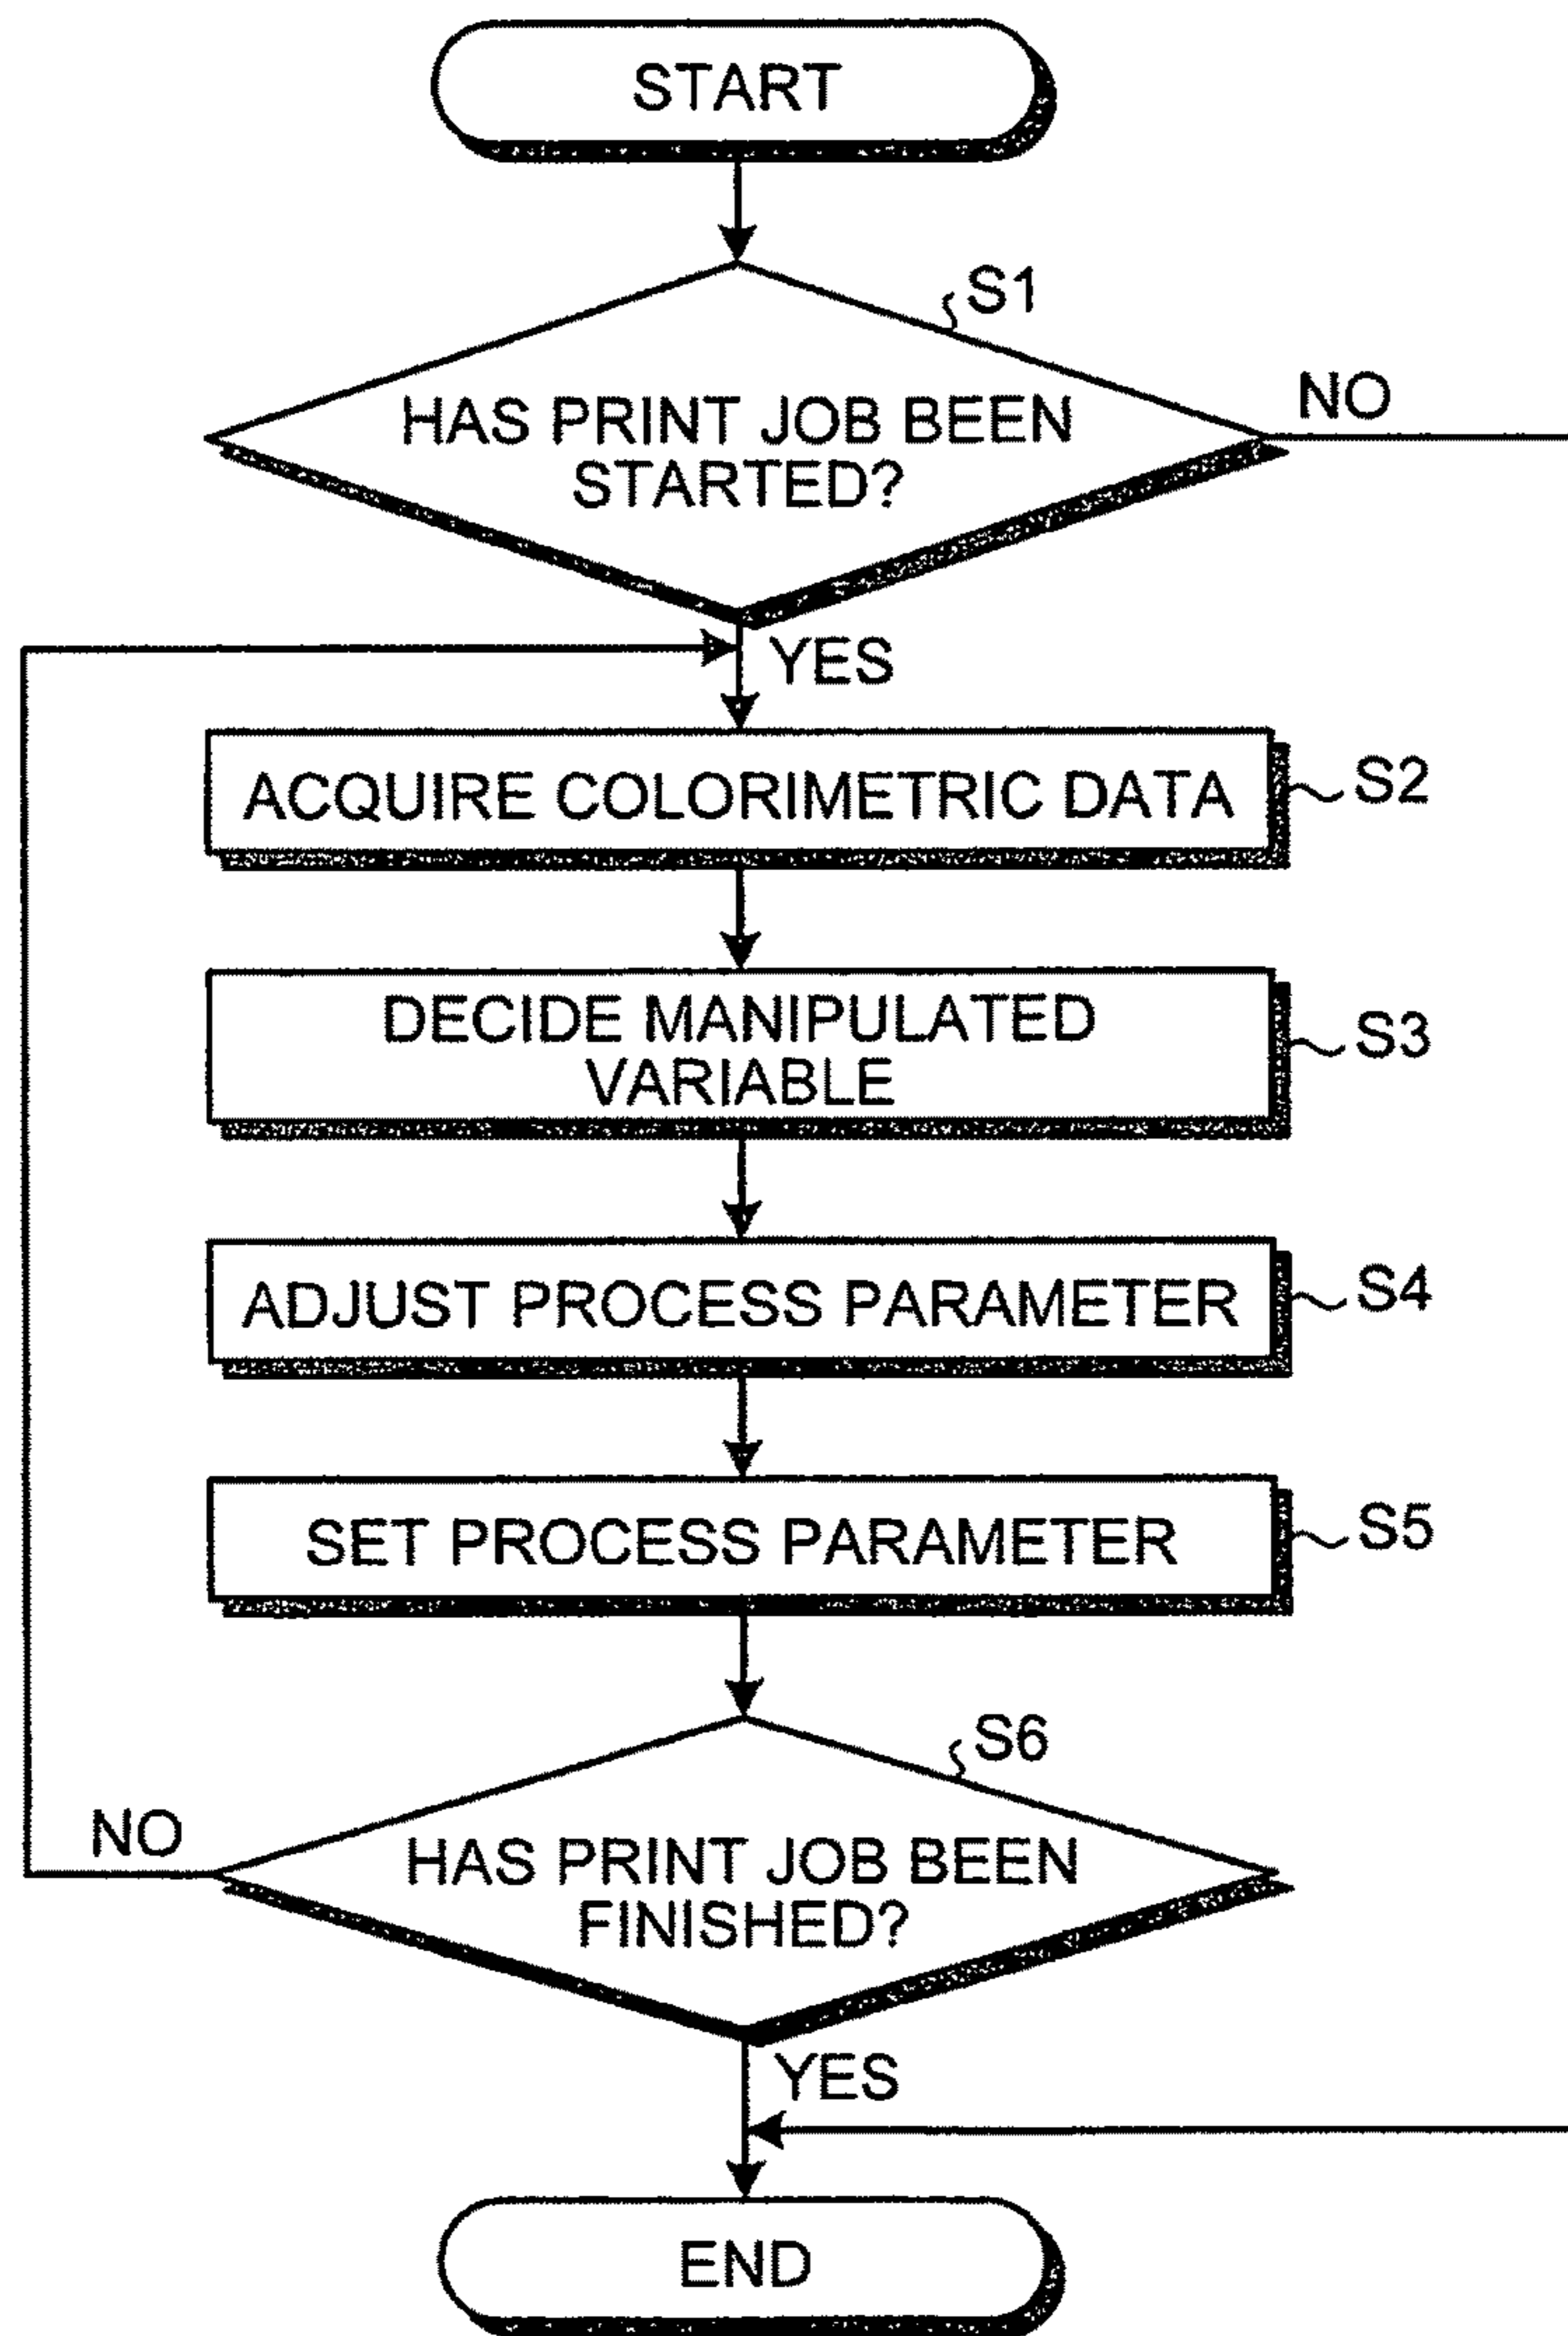 START
S1
HAS PRINT JOB BEEN
STARTED?
NO
YES
ACQUIRE COLORIMETRIC DATA
S2
DECIDE MANIPULATED
VARIABLE
S3
ADJUST PROCESS PARAMETER
S4
SET PROCESS PARAMETER
S5
S6
NO
HAS PRINT JOB BEEN
FINISHED?
YES
END